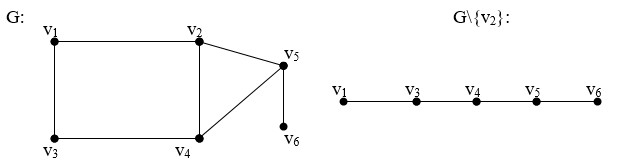 G: G\{v₂}:
v₁ v₂
v₅
v₁ v₃ v₄ v₅ v₆
v₆
v₃ v₄